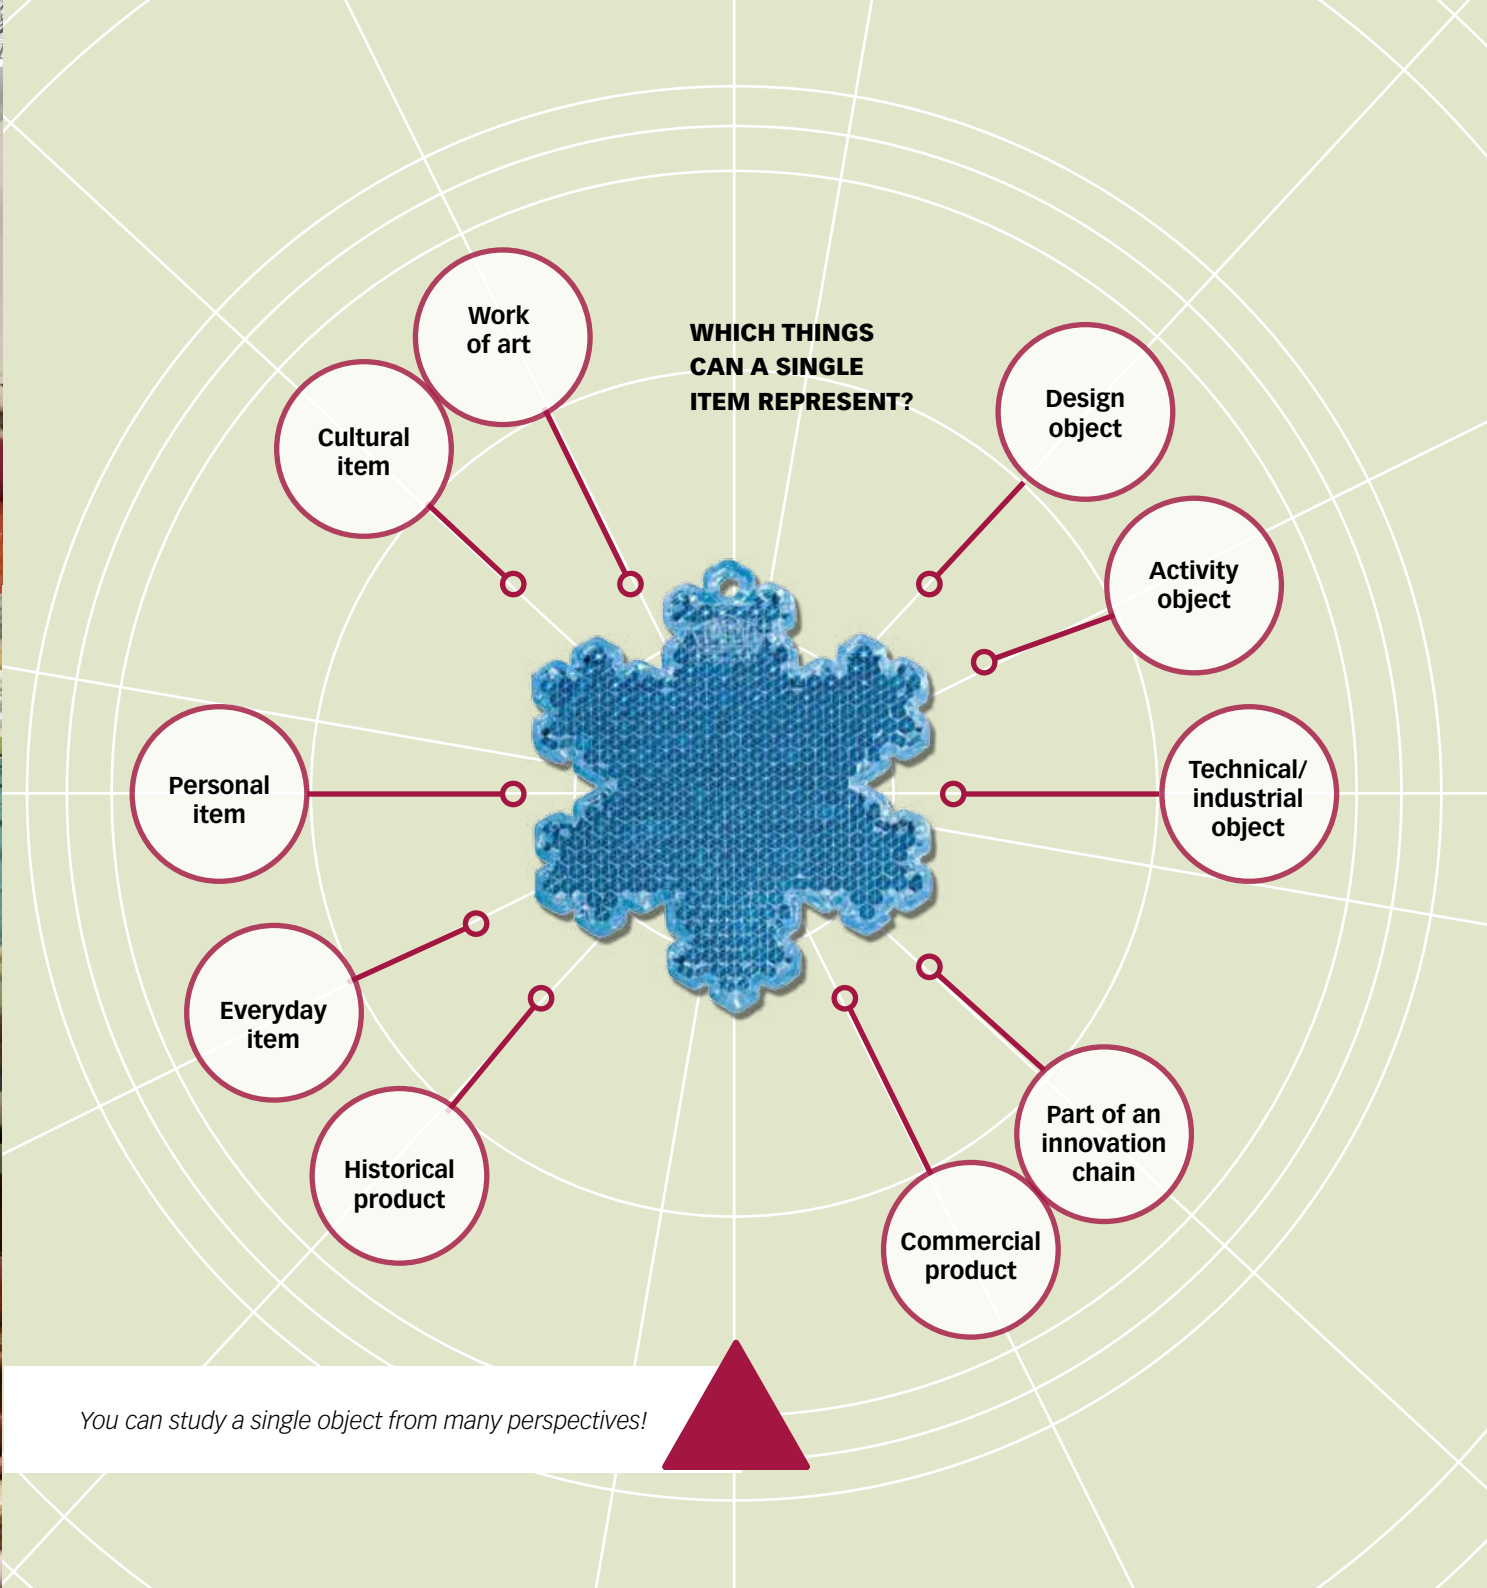 WHICH THINGS
CAN A SINGLE
ITEM REPRESENT?
Work
of art
Cultural
item
Personal
item
Everyday
item
Historical
product
Design
object
Activity
object
Technical/
industrial
object
Part of an
innovation
chain
Commercial
product
You can study a single object from many perspectives!